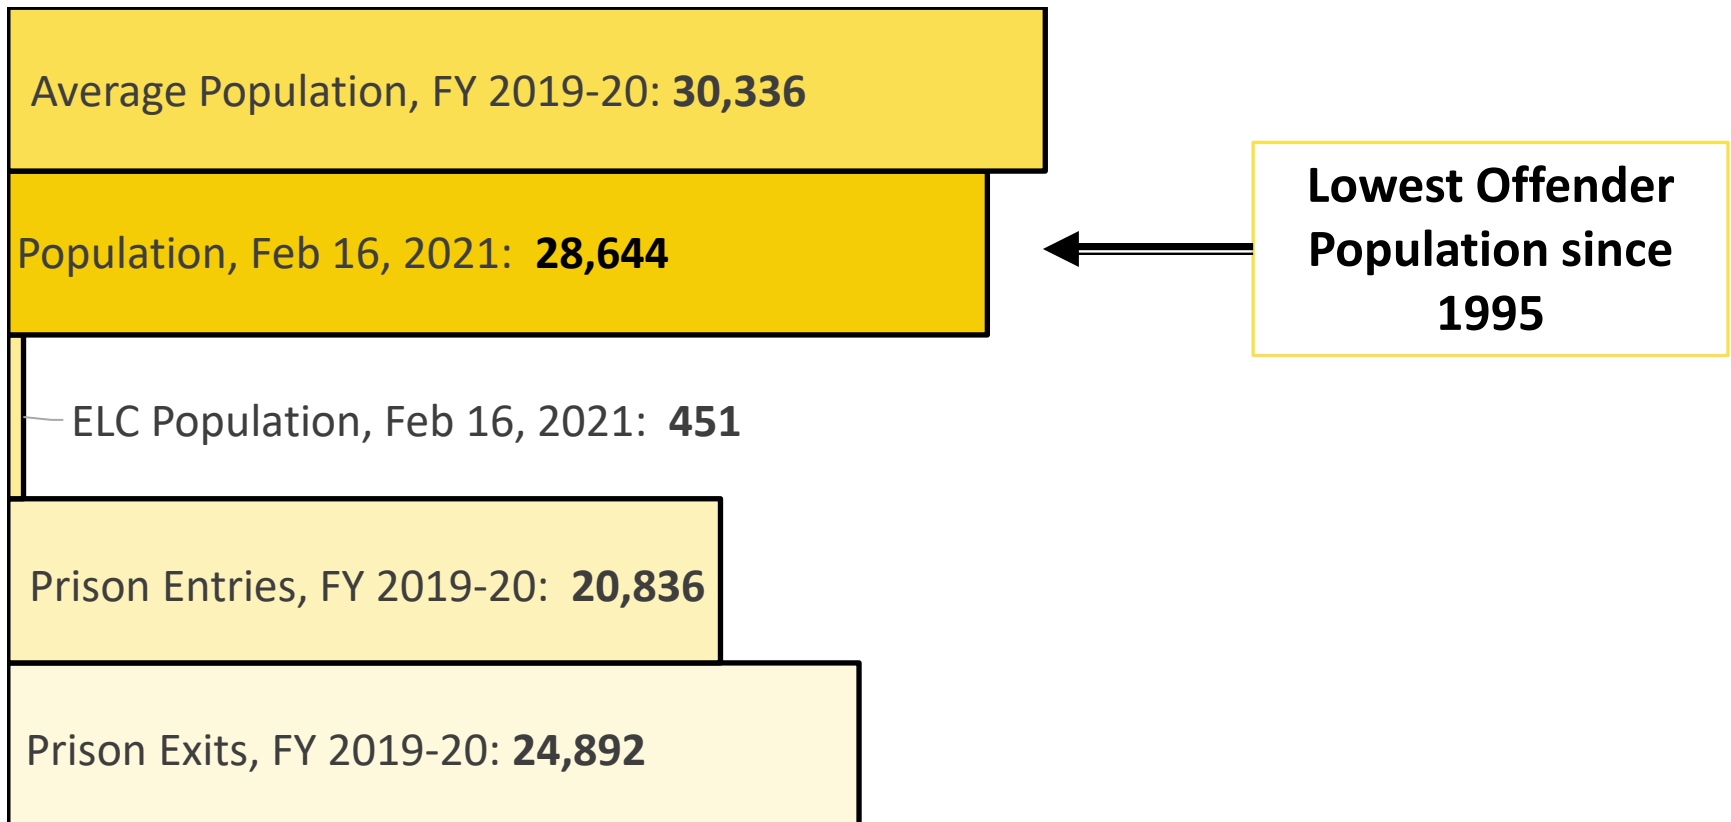 Average Population, FY 2019-20: 30,336
Population, Feb 16, 2021: 28,644
Lowest Offender
Population since
1995
ELC Population, Feb 16, 2021: 451
Prison Entries, FY 2019-20: 20,836
Prison Exits, FY 2019-20: 24,892